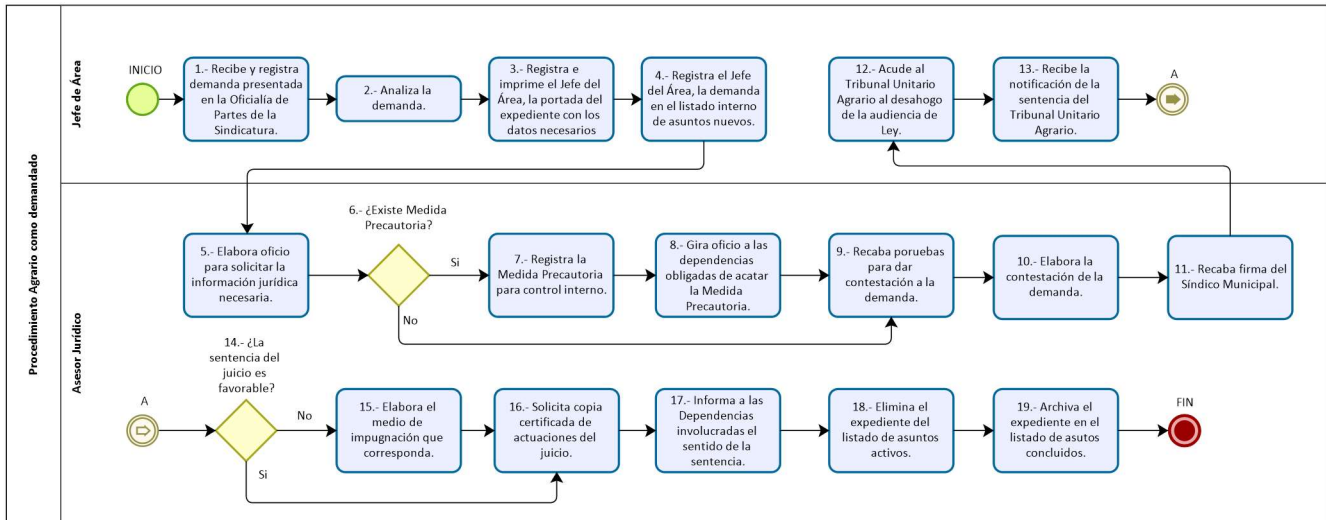 Procedimiento Agrario como demandado
Jefe de Área
INICIO
1.- Recibe y registra
demanda presentada
en la Oficialía de
Partes de la
Sindicatura.
2.- Analiza la
demanda.
3.- Registra e
imprime el Jefe del
Área, la portada del
expediente con los
datos necesarios
4.- Registra el Jefe
del Área, la demanda
en el listado interno
de asuntos nuevos.
12.- Acude al
Tribunal Unitario
Agrario al desahogo
de la audiencia de
Ley.
13.- Recibe la
notificación de la
sentencia del
Tribunal Unitario
Agrario.
A
Asesor Jurídico
5.- Elabora oficio
para solicitar la
información jurídica
necesaria.
6.- ¿Existe Medida
Precautoria?
Si
No
7.- Registra la
Medida Precautoria
para control interno.
8.- Gira oficio a las
dependencias
obligadas de acatar
la Medida
Precautoria.
9.- Recaba poruebas
para dar
contestación a la
demanda.
10.- Elabora la
contestación de la
demanda.
11.- Recaba firma del
Síndico Municipal.
A
14.- ¿La
sentencia del
juicio es
favorable?
No
Si
15.- Elabora el
medio de
impugnación que
corresponda.
16.- Solicita copia
certificada de
actuaciones del
juicio.
17.- Informa a las
Dependencias
involucradas el
sentido de la
sentencia.
18.- Elimina el
expediente del
listado de asuntos
activos.
19.- Archiva el
expediente en el
listado de asutos
concluidos.
FIN